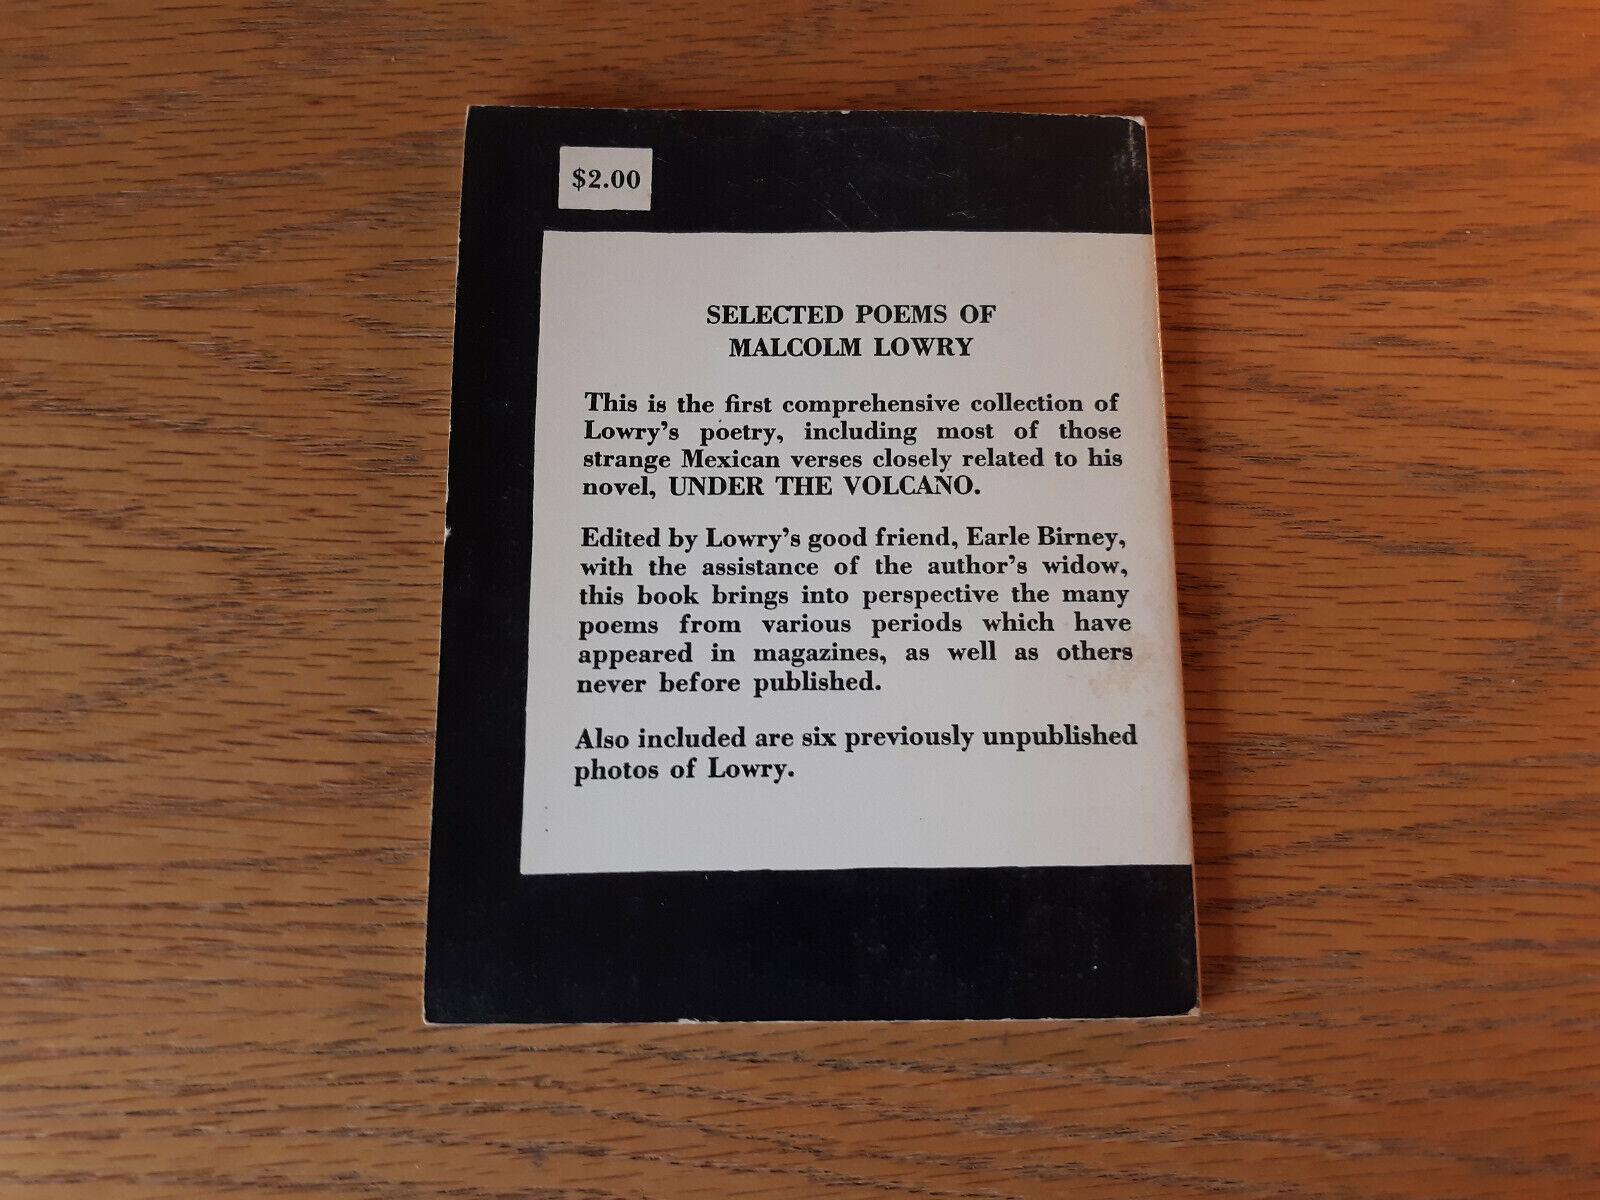 $2.00
SELECTED POEMS OF
MALCOLM LOWRY
This is the first comprehensive collection of
Lowry's poetry, including most of those
strange Mexican verses closely related to his
novel, UNDER THE VOLCANO.
Edited by Lowry's good friend, Earle Birney,
with the assistance of the author's widow,
this book brings into perspective the many
poems from various periods which have
appeared in magazines, as well as others
never before published.
Also included are six previously unpublished
photos of Lowry.